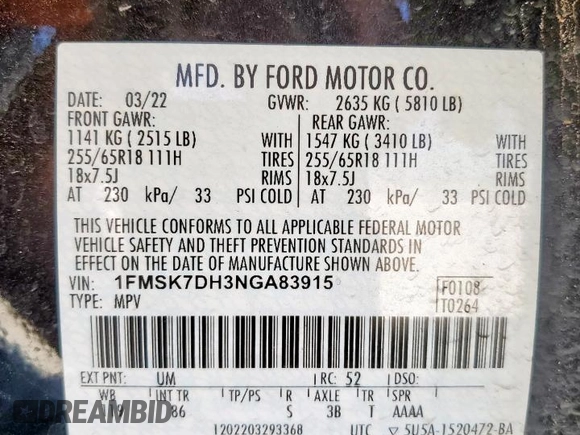 MFD. BY FORD MOTOR CO.
DATE: 03/22 GVWR: 2635 KG ( 5810 LB)
FRONT GAWR: REAR GAWR:
1141 KG ( 2515 LB) WITH 1547 KG ( 3410 LB) WITH
255/65R18 111H TIRES 255/65R18 111H TIRES
18x7.5J RIMS 18x7.5J RIMS
AT 230 kPa/ 33 PSI COLD AT 230 kPa/ 33 PSI COLD
THIS VEHICLE CONFORMS TO ALL APPLICABLE FEDERAL MOTOR
VEHICLE SAFETY AND THEFT PREVENTION STANDARDS IN
EFFECT ON THE DATE OF MANUFACTURE SHOWN ABOVE.
VIN: 1FMSK7DH3NGA83915 F0108
TYPE: MPV T0264
EXT PNT: UM RC: 52 DSO:
WB INT TR TP/PS R AXLE TR SPR
86 S 3B T AAAA
1202203293368 UTC ▽ 5U5A-1520472-BA
DREAMBID